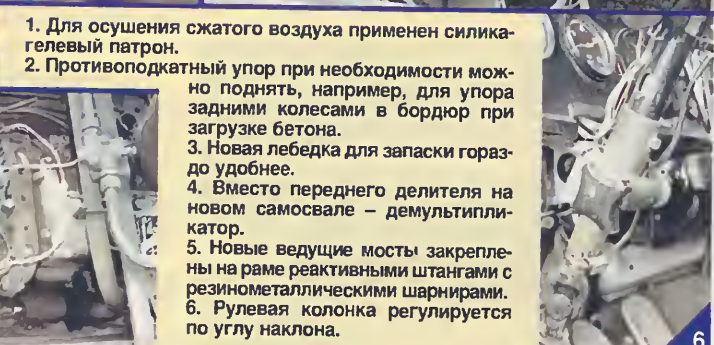 1. Для осушения сжатого воздуха применен силика-
гелевый патрон.
2. Противоподкатный упор при необходимости мож-
но поднять, например, для упора
задними колесами в бордюр при
загрузке бетона.
3. Новая лебедка для запаски гораз-
до удобнее.
4. Вместо переднего делителя на
новом самосвале – демультипли-
катор.
5. Новые ведущие мосты закрепле-
ны на раме реактивными штангами с
резинометаллическими шарнирами.
6. Рулевая колонка регулируется
по углу наклона.
6